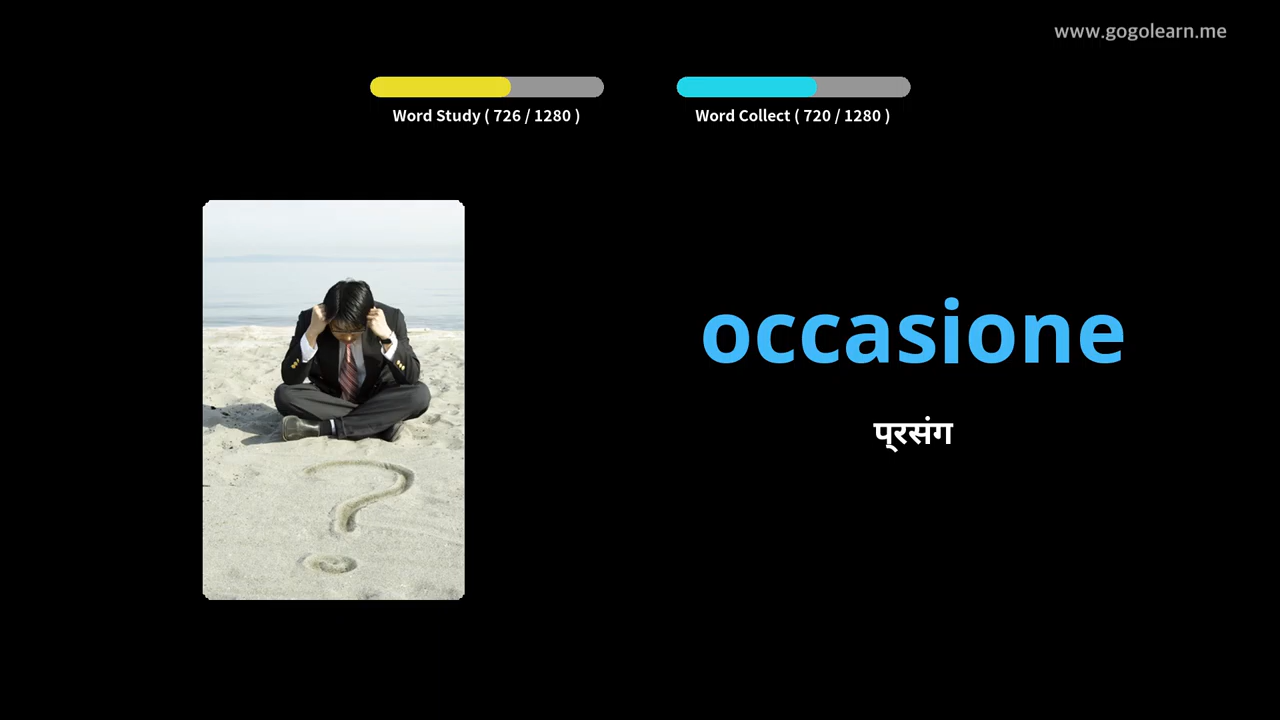 www.gogolearn.me
Word Study ( 726 / 1280 )
Word Collect ( 720 / 1280 )
occasione
प्रसंग
?